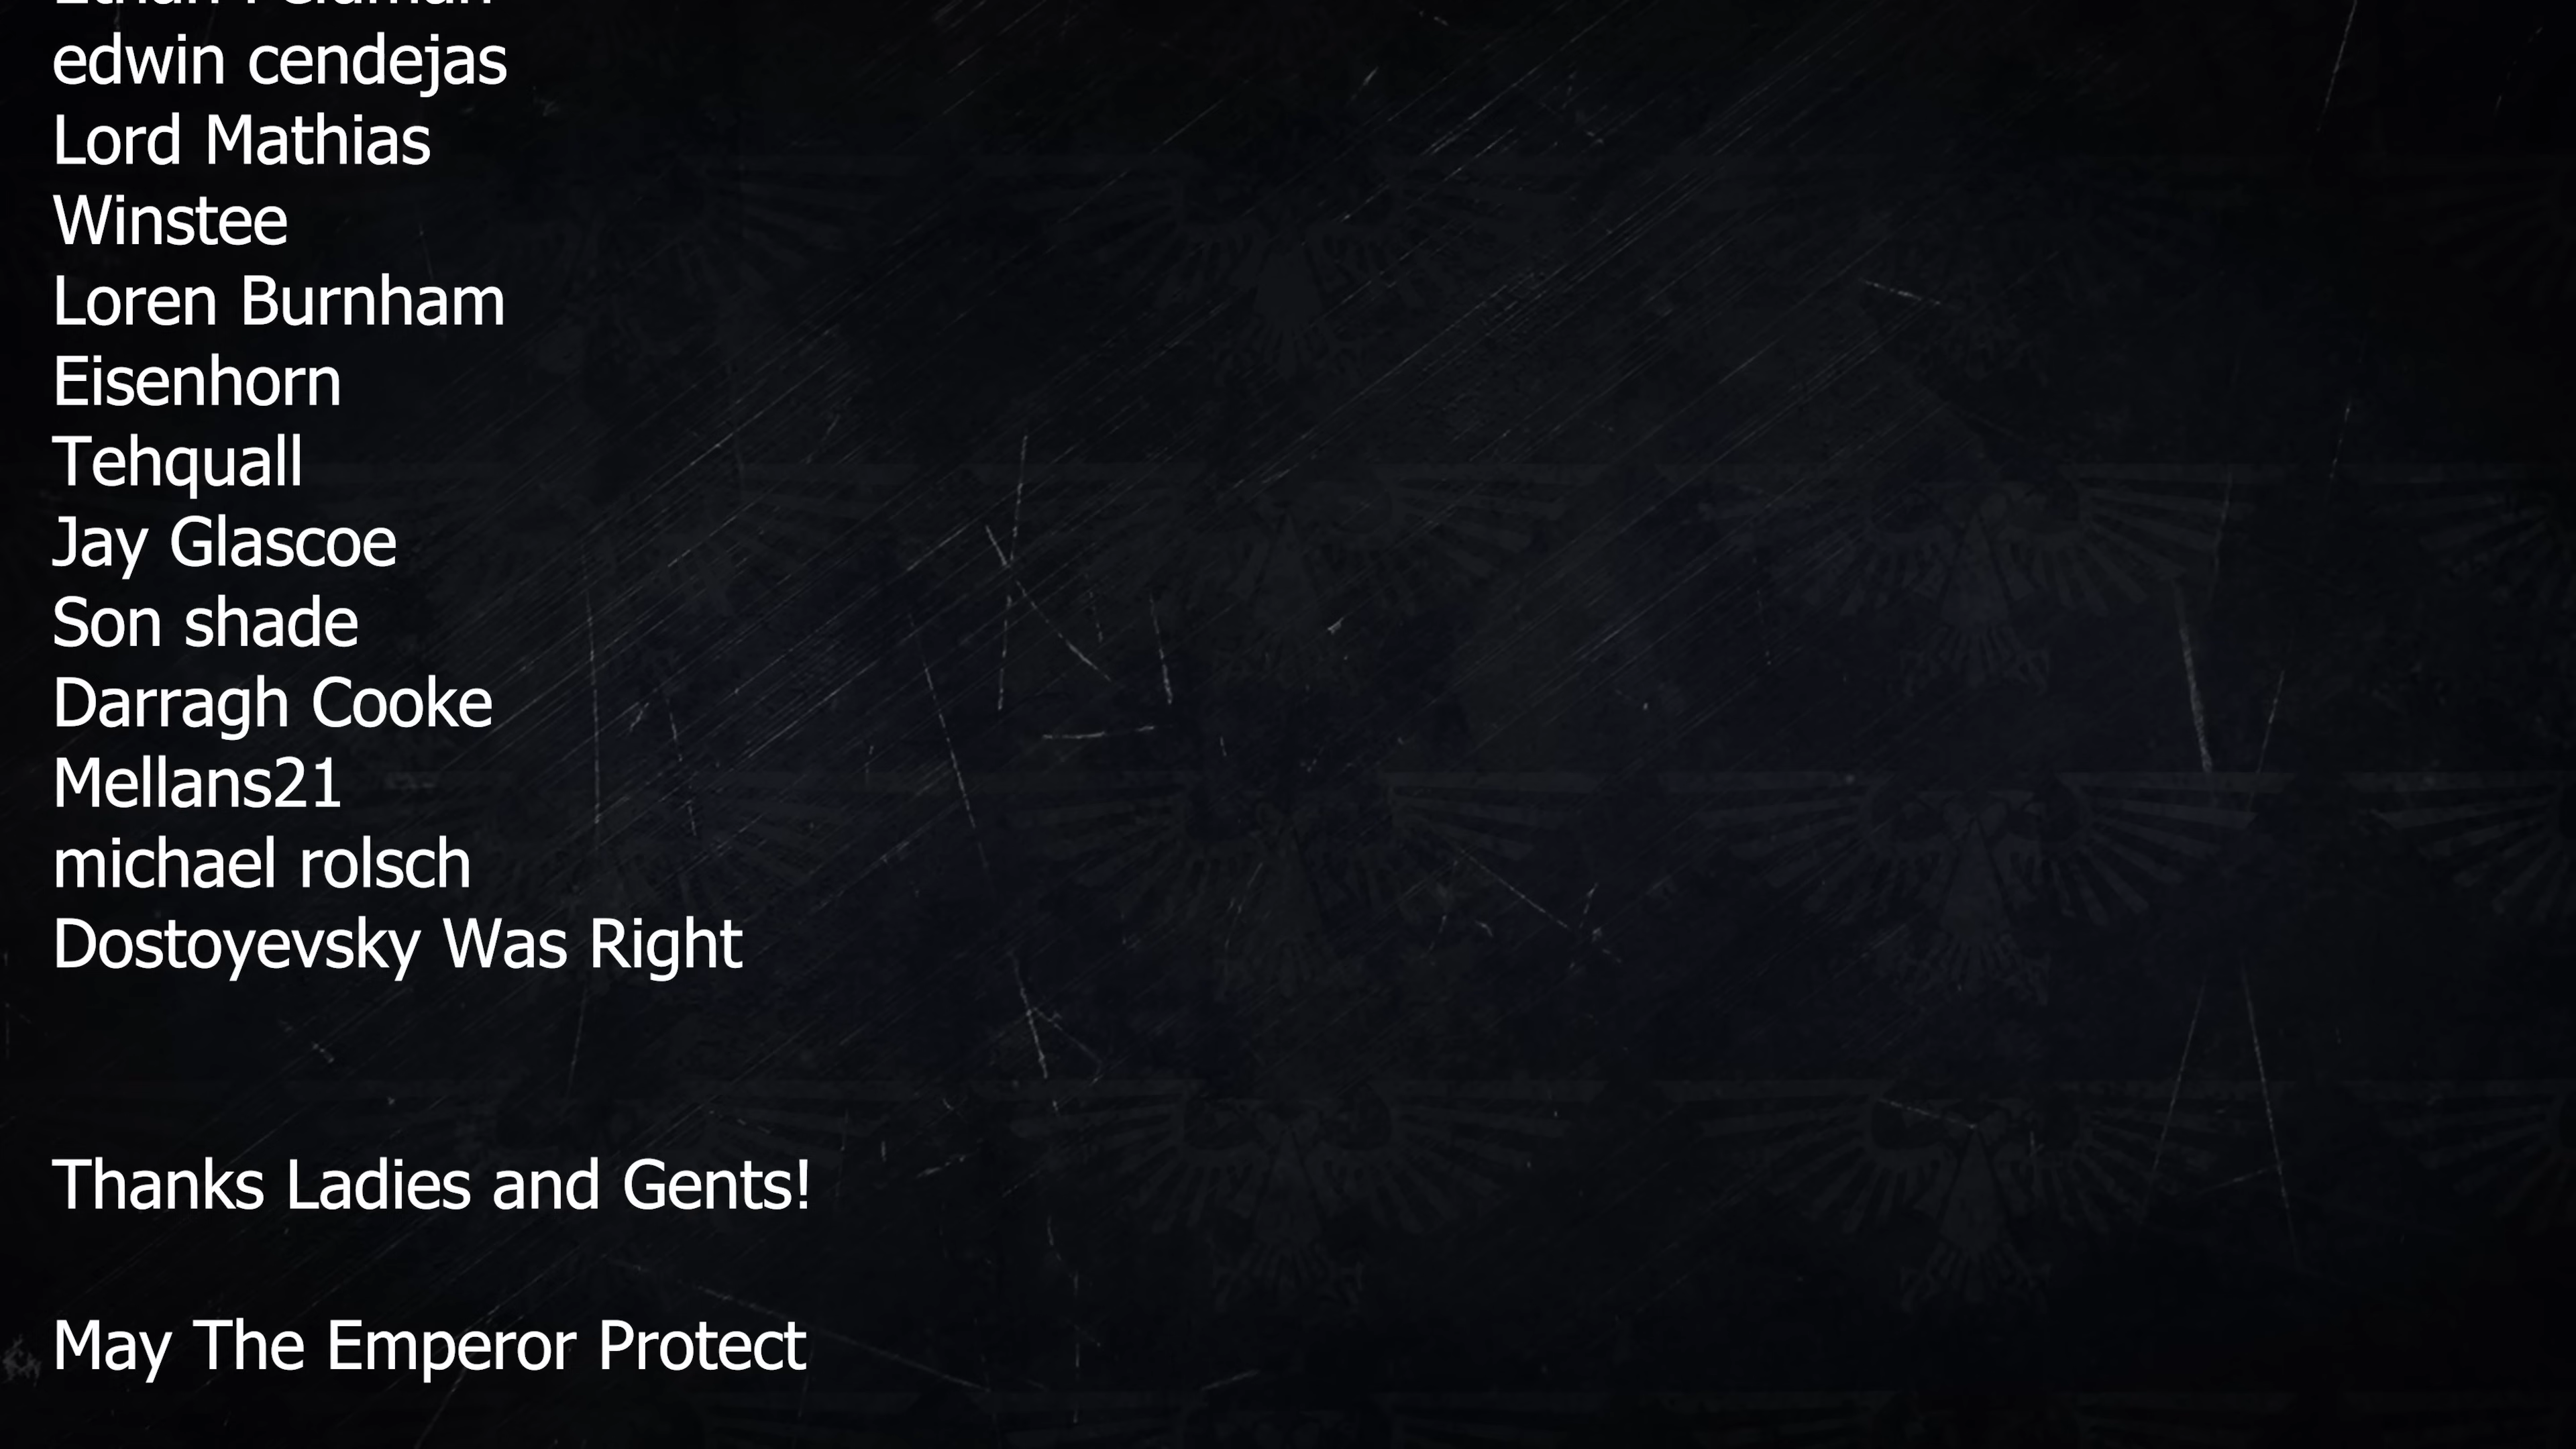 edwin cendejas
Lord Mathias
Winstee
Loren Burnham
Eisenhorn
Tehquall
Jay Glascoe
Son shade
Darragh Cooke
Mellans21
michael rolsch
Dostoyevsky Was Right
Thanks Ladies and Gents!
May The Emperor Protect